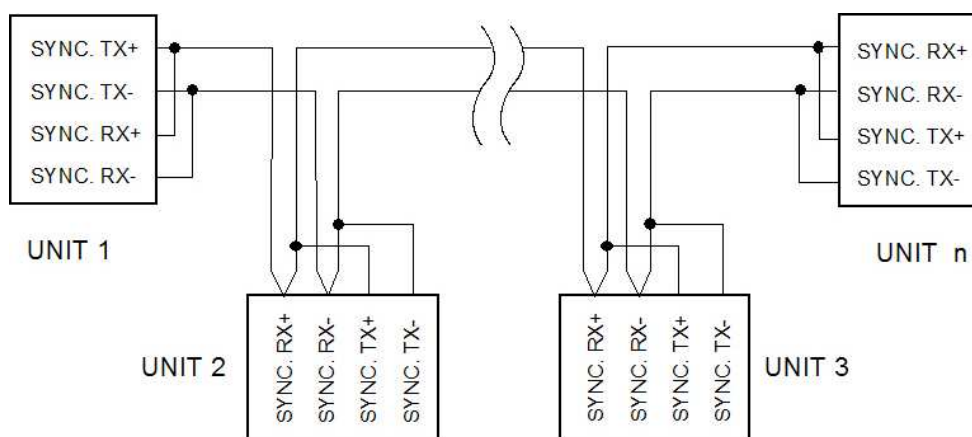 SYNC. TX+
SYNC. TX-
SYNC. RX+
SYNC. RX-
UNIT 1
SYNC. RX+
SYNC. RX-
SYNC. TX+
SYNC. TX-
UNIT n
UNIT 2
SYNC. RX+
SYNC. RX-
SYNC. TX+
SYNC. TX-
SYNC. RX+
SYNC. RX-
SYNC. TX+
SYNC. TX-
UNIT 3